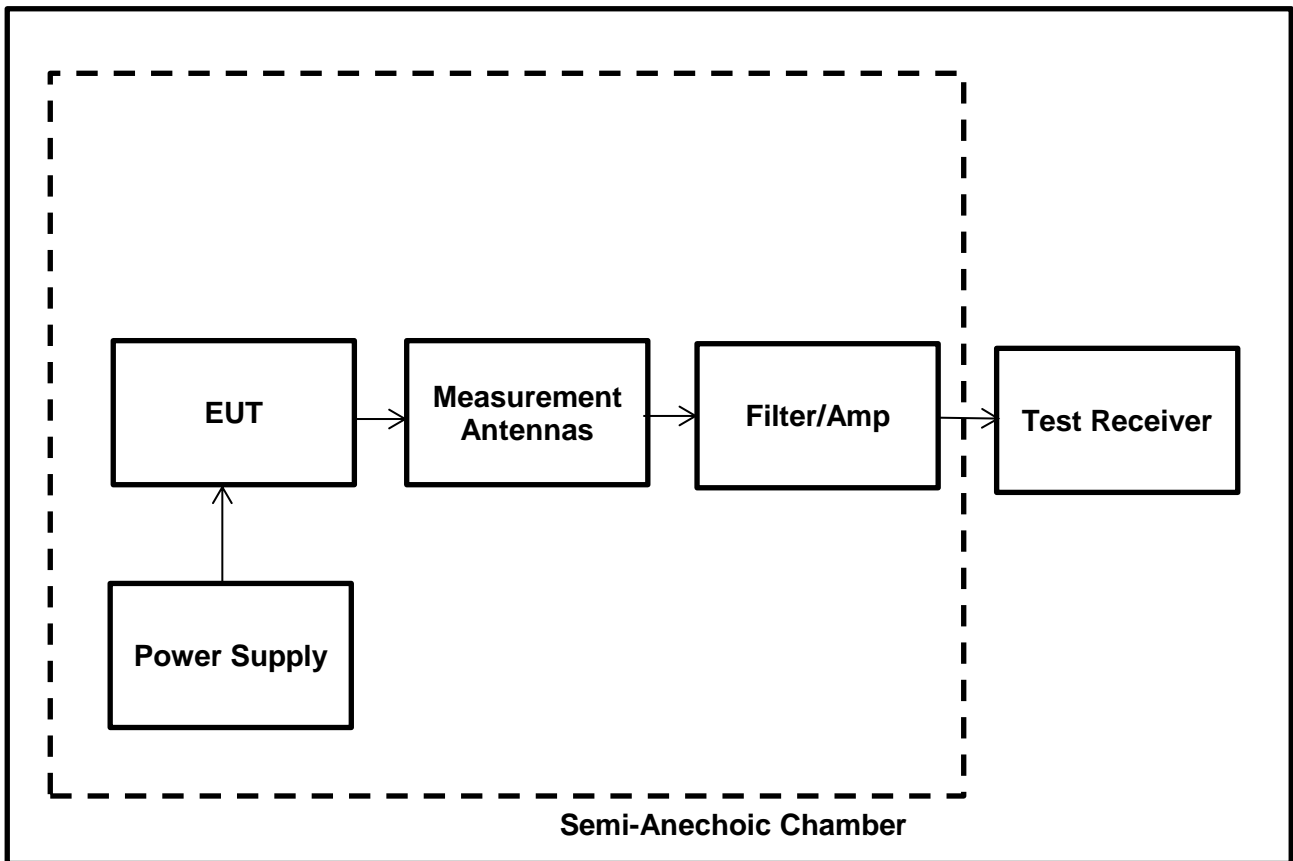 EUT
Measurement
Antennas
Filter/Amp
Test Receiver
Power Supply
Semi-Anechoic Chamber